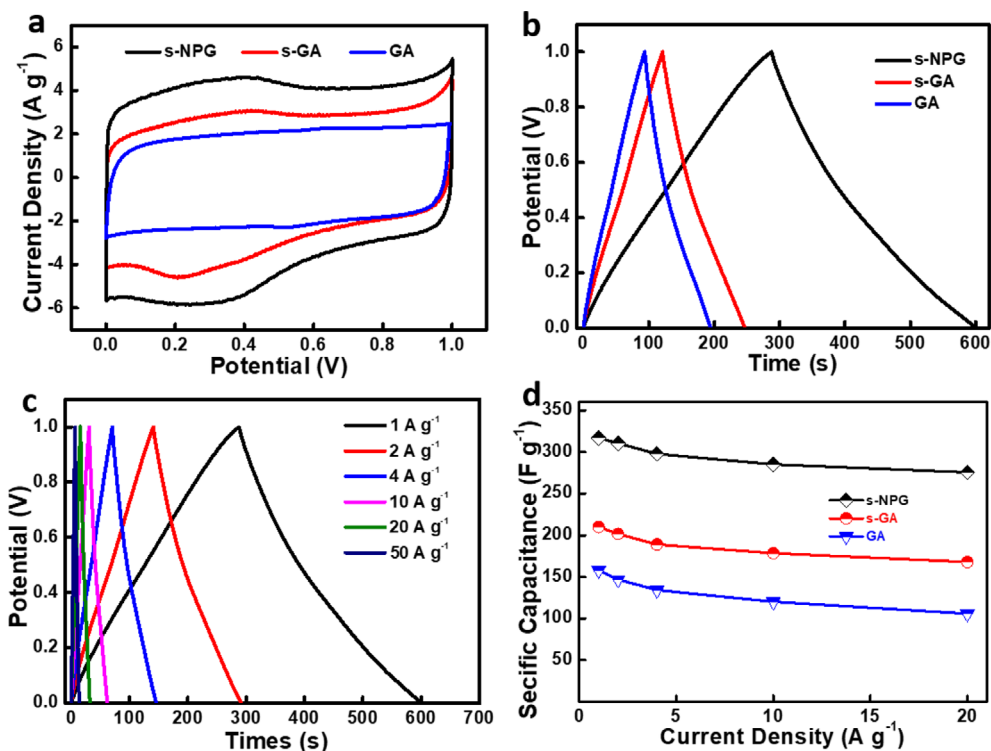 a
s-NPG s-GA GA
6
4
2
0
-2
-4
-6
Current Density (A g⁻¹)
0.0 0.2 0.4 0.6 0.8 1.0
Potential (V)
b
s-NPG
s-GA
GA
1.0
0.8
0.6
0.4
0.2
0.0
Potential (V)
0 100 200 300 400 500 600
Time (s)
c
1 A g⁻¹
2 A g⁻¹
4 A g⁻¹
10 A g⁻¹
20 A g⁻¹
50 A g⁻¹
1.0
0.8
0.6
0.4
0.2
0.0
Potential (V)
0 100 200 300 400 500 600 700
Times (s)
d
s-NPG
s-GA
GA
350
300
250
200
150
100
50
Secific Capacitance (F g⁻¹)
0 5 10 15 20
Current Density (A g⁻¹)